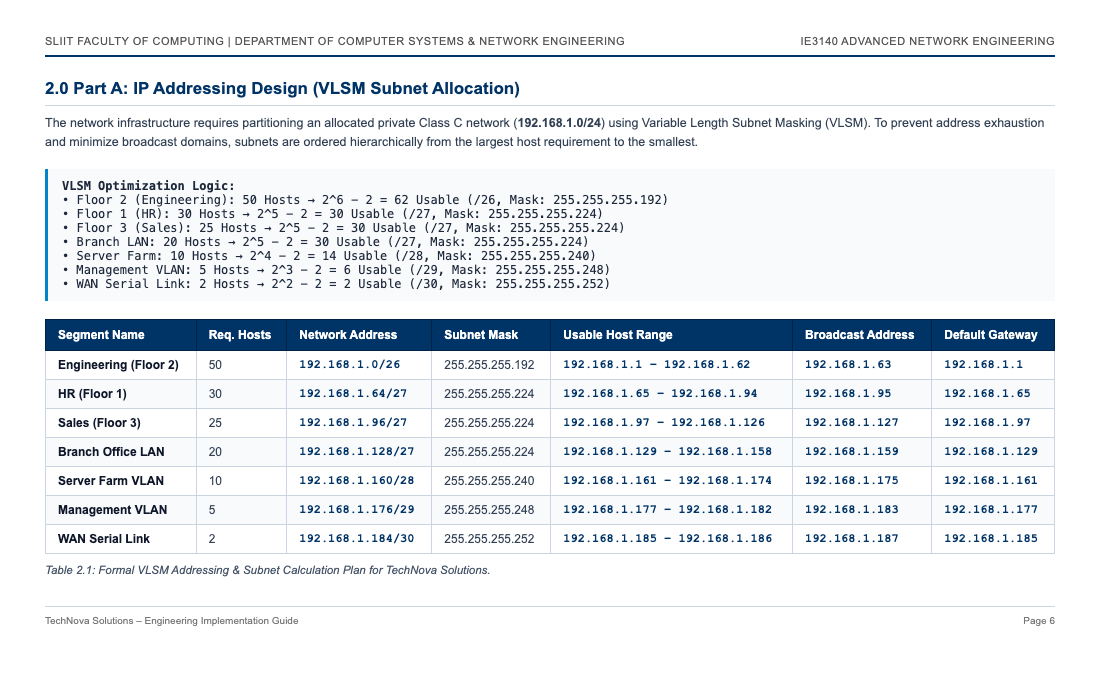 SLIIT FACULTY OF COMPUTING | DEPARTMENT OF COMPUTER SYSTEMS & NETWORK ENGINEERING IE3140 ADVANCED NETWORK ENGINEERING
2.0 Part A: IP Addressing Design (VLSM Subnet Allocation)
The network infrastructure requires partitioning an allocated private Class C network (192.168.1.0/24) using Variable Length Subnet Masking (VLSM). To prevent address exhaustion
and minimize broadcast domains, subnets are ordered hierarchically from the largest host requirement to the smallest.
VLSM Optimization Logic:
• Floor 2 (Engineering): 50 Hosts → 2^6 − 2 = 62 Usable (/26, Mask: 255.255.255.192)
• Floor 1 (HR): 30 Hosts → 2^5 − 2 = 30 Usable (/27, Mask: 255.255.255.224)
• Floor 3 (Sales): 25 Hosts → 2^5 − 2 = 30 Usable (/27, Mask: 255.255.255.224)
• Branch LAN: 20 Hosts → 2^5 − 2 = 30 Usable (/27, Mask: 255.255.255.224)
• Server Farm: 10 Hosts → 2^4 − 2 = 14 Usable (/28, Mask: 255.255.255.240)
• Management VLAN: 5 Hosts → 2^3 − 2 = 6 Usable (/29, Mask: 255.255.255.248)
• WAN Serial Link: 2 Hosts → 2^2 − 2 = 2 Usable (/30, Mask: 255.255.255.252)
Segment Name Req. Hosts Network Address Subnet Mask Usable Host Range Broadcast Address Default Gateway
Engineering (Floor 2) 50 192.168.1.0/26 255.255.255.192 192.168.1.1 – 192.168.1.62 192.168.1.63 192.168.1.1
HR (Floor 1) 30 192.168.1.64/27 255.255.255.224 192.168.1.65 – 192.168.1.94 192.168.1.95 192.168.1.65
Sales (Floor 3) 25 192.168.1.96/27 255.255.255.224 192.168.1.97 – 192.168.1.126 192.168.1.127 192.168.1.97
Branch Office LAN 20 192.168.1.128/27 255.255.255.224 192.168.1.129 – 192.168.1.158 192.168.1.159 192.168.1.129
Server Farm VLAN 10 192.168.1.160/28 255.255.255.240 192.168.1.161 – 192.168.1.174 192.168.1.175 192.168.1.161
Management VLAN 5 192.168.1.176/29 255.255.255.248 192.168.1.177 – 192.168.1.182 192.168.1.183 192.168.1.177
WAN Serial Link 2 192.168.1.184/30 255.255.255.252 192.168.1.185 – 192.168.1.186 192.168.1.187 192.168.1.185
Table 2.1: Formal VLSM Addressing & Subnet Calculation Plan for TechNova Solutions.
TechNova Solutions – Engineering Implementation Guide Page 6